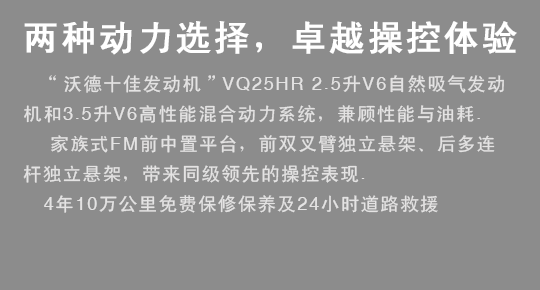 两种动力选择，卓越操控体验
“沃德十佳发动机”VQ25HR 2.5升V6自然吸气发动
机和3.5升V6高性能混合动力系统，兼顾性能与油耗.
家族式FM前中置平台，前双叉臂独立悬架、后多连
杆独立悬架，带来同级领先的操控表现.
4年10万公里免费保修保养及24小时道路救援